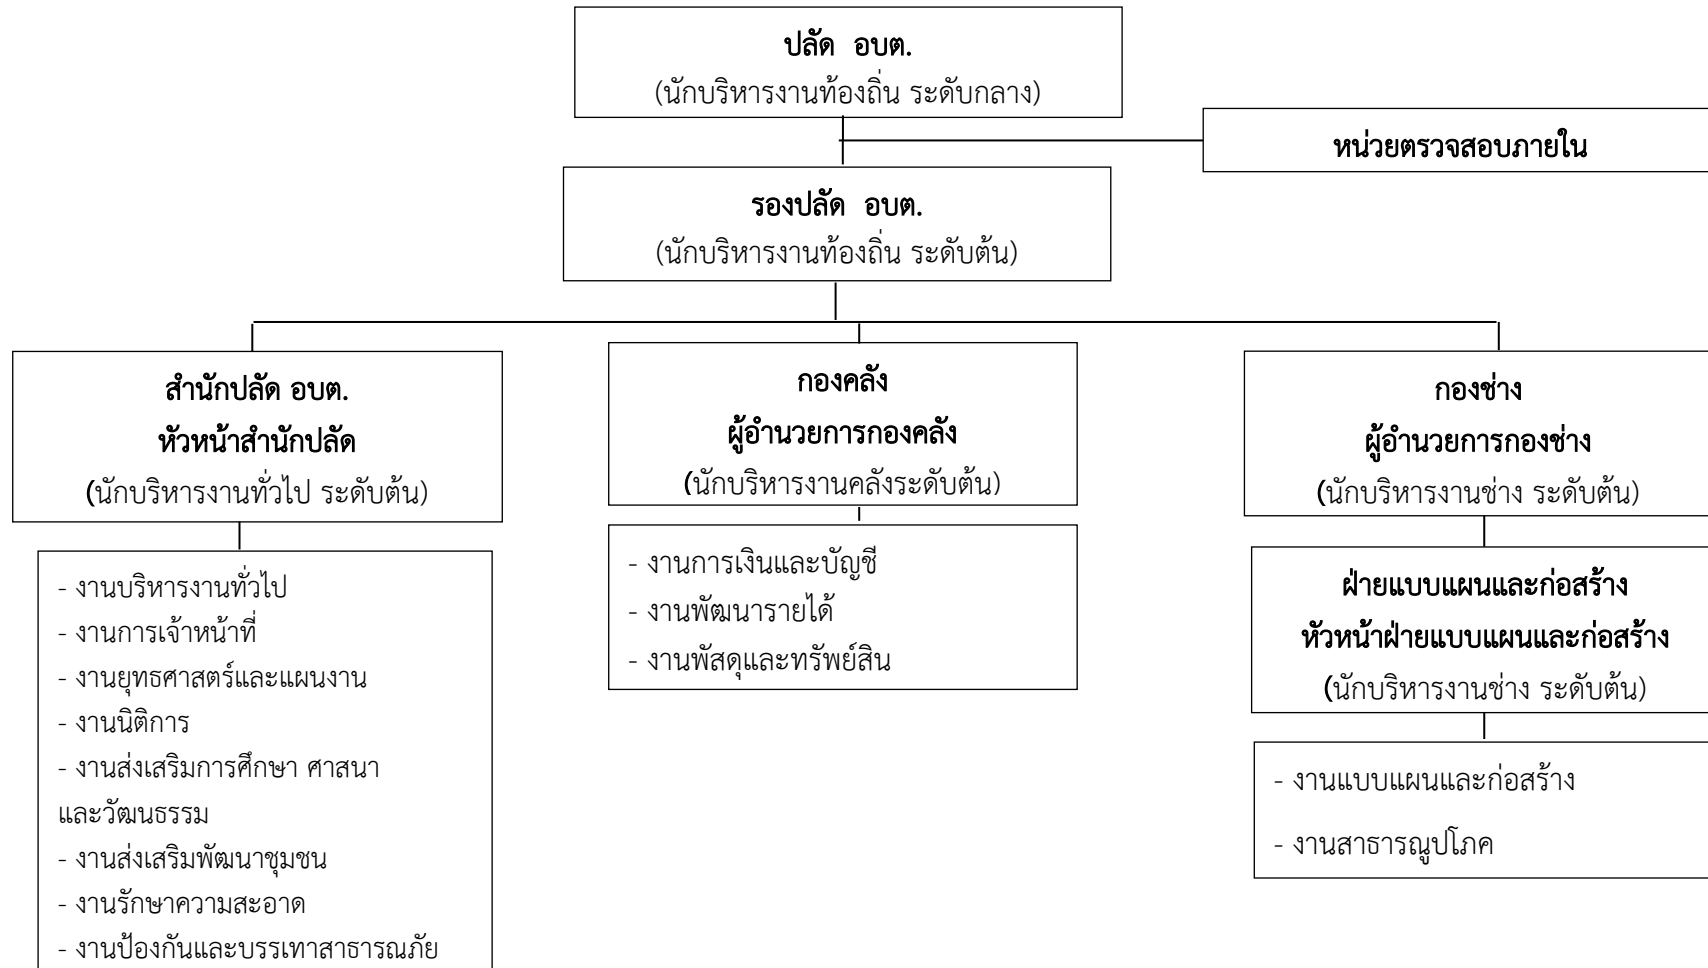 ปลัด  อบต.
(นักบริหารงานท้องถิ่น ระดับกลาง)
หน่วยตรวจสอบภายใน
รองปลัด  อบต.
(นักบริหารงานท้องถิ่น ระดับต้น)
สำนักปลัด อบต.
หัวหน้าสำนักปลัด
(นักบริหารงานทั่วไป ระดับต้น)
- งานบริหารงานทั่วไป
- งานการเจ้าหน้าที่
- งานยุทธศาสตร์และแผนงาน
- งานนิติการ
- งานส่งเสริมการศึกษา ศาสนา
และวัฒนธรรม
- งานส่งเสริมพัฒนาชุมชน
- งานรักษาความสะอาด
- งานป้องกันและบรรเทาสาธารณภัย
กองคลัง
ผู้อำนวยการกองคลัง
(นักบริหารงานคลังระดับต้น)
- งานการเงินและบัญชี
- งานพัฒนารายได้
- งานพัสดุและทรัพย์สิน
กองช่าง
ผู้อำนวยการกองช่าง
(นักบริหารงานช่าง ระดับต้น)
ฝ่ายแบบแผนและก่อสร้าง
หัวหน้าฝ่ายแบบแผนและก่อสร้าง
(นักบริหารงานช่าง ระดับต้น)
- งานแบบแผนและก่อสร้าง
- งานสาธารณูปโภค